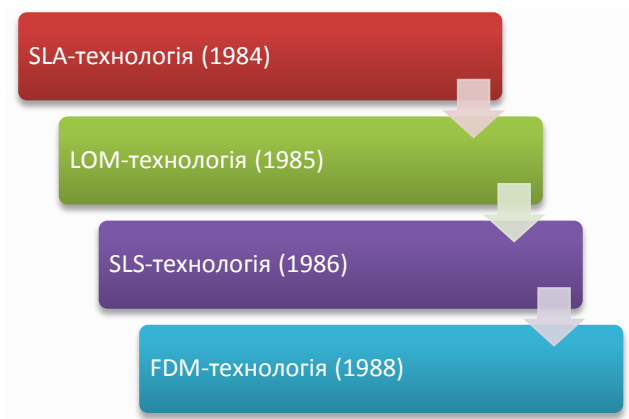 SLA-технологія (1984)
LOM-технологія (1985)
SLS-технологія (1986)
FDM-технологія (1988)